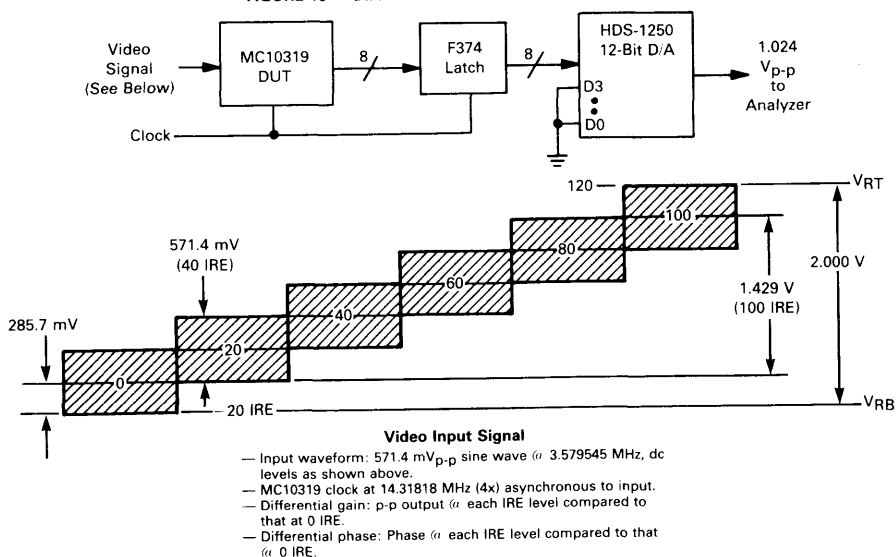 HDS-1250
12-Bit D/A
Video
Signal
(See Below)
MC10319
DUT
8
F374
Latch
8
D3
D0
1.024
Vp-p
to
Analyzer
Clock
120
VRT
100
571.4 mV
(40 IRE)
80
2.000 V
60
1.429 V
(100 IRE)
40
285.7 mV
20
0
-20 IRE
VRB
Video Input Signal
— Input waveform: 571.4 mVp-p sine wave @ 3.579545 MHz, dc
levels as shown above.
— MC10319 clock at 14.31818 MHz (4x) asynchronous to input.
— Differential gain: p-p output @ each IRE level compared to
that at 0 IRE.
— Differential phase: Phase @ each IRE level compared to that
@ 0 IRE.